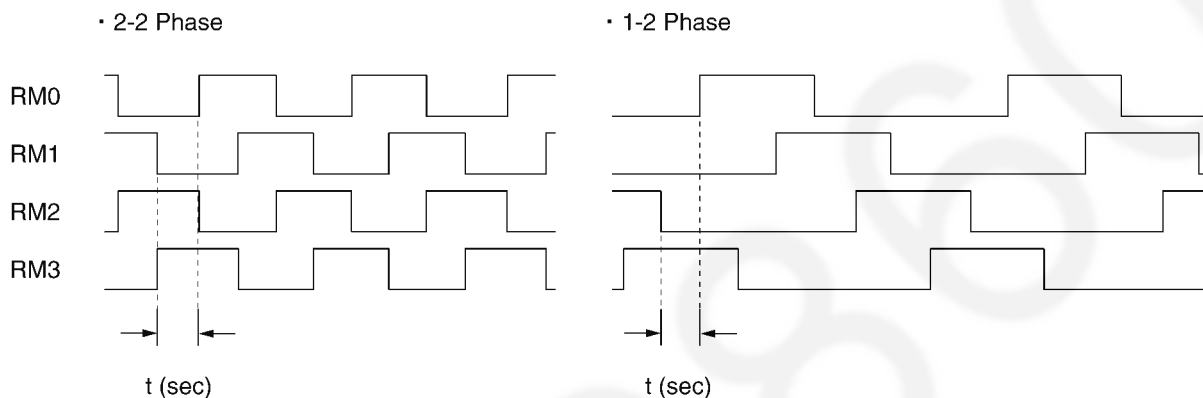 · 2-2 Phase
· 1-2 Phase
RM0
RM1
RM2
RM3
t (sec)
t (sec)